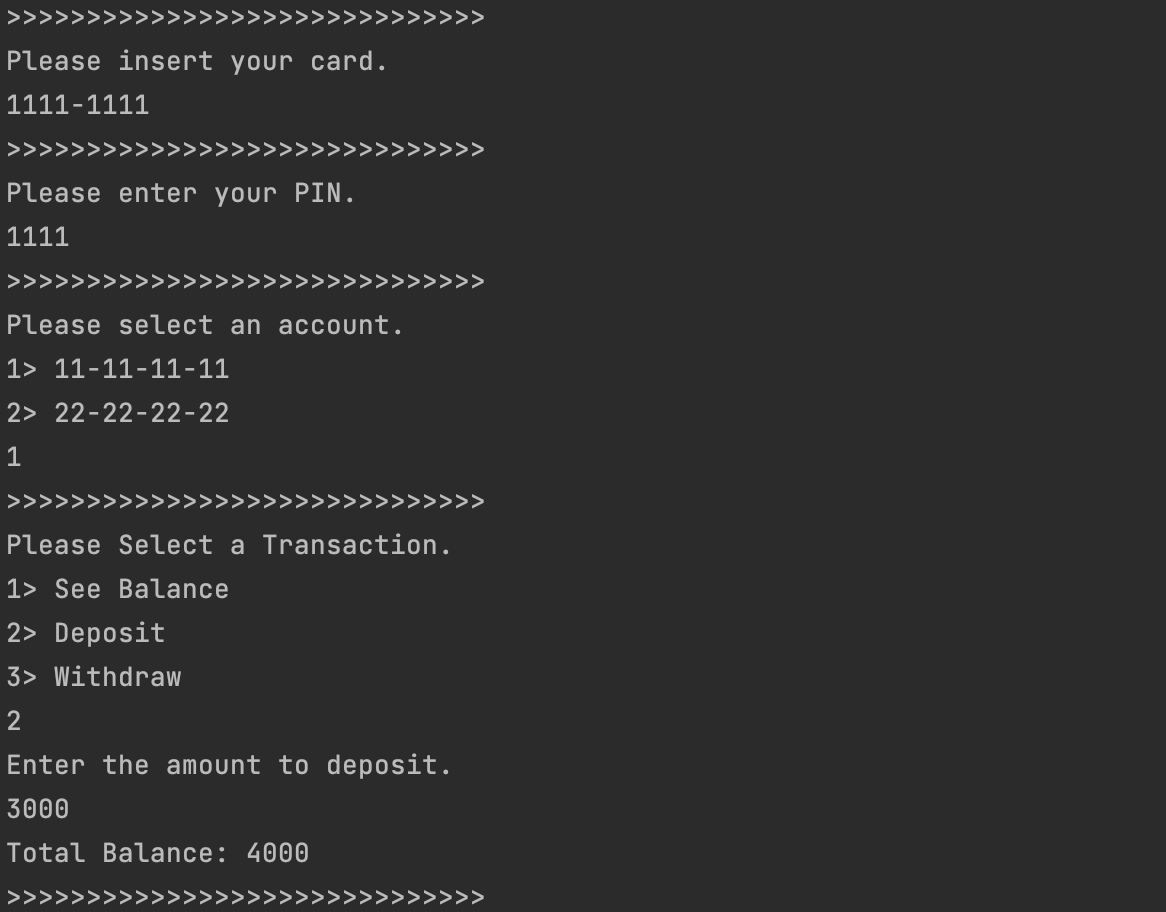 >>>>>>>>>>>>>>>>>>>>>>>>>>>>>>
Please insert your card.
1111-1111
>>>>>>>>>>>>>>>>>>>>>>>>>>>>>>
Please enter your PIN.
1111
>>>>>>>>>>>>>>>>>>>>>>>>>>>>>>
Please select an account.
1> 11-11-11-11
2> 22-22-22-22
1
>>>>>>>>>>>>>>>>>>>>>>>>>>>>>>
Please Select a Transaction.
1> See Balance
2> Deposit
3> Withdraw
2
Enter the amount to deposit.
3000
Total Balance: 4000
>>>>>>>>>>>>>>>>>>>>>>>>>>>>>>